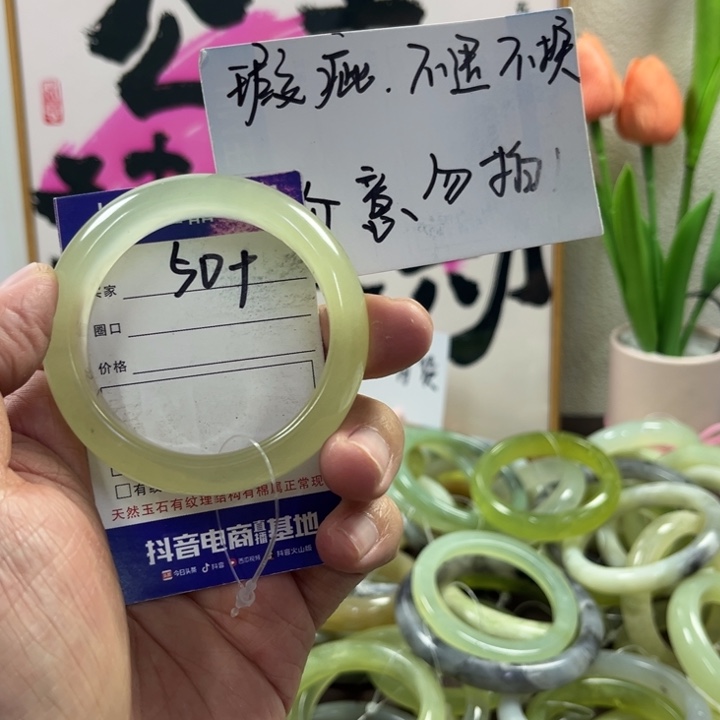 瑕疵.不退不换
介意勿拍!
50+
卖家
圈口
价格
天然玉石有纹理结构有棉属正常现
抖音电商直播基地
今日头条 抖音 西瓜视频 抖音火山版